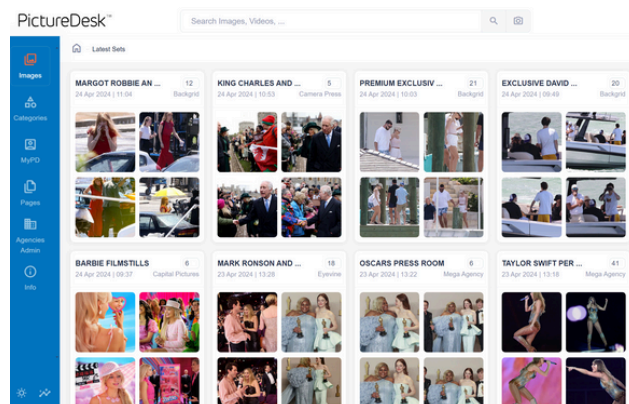 PictureDesk™
Search Images, Videos, ...
Images
Categories
MyPD
Pages
Agencies
Admin
Info
Latest Sets
MARGOT ROBBIE AN ... 12
24 Apr 2024 | 11:04 Backgrid
KING CHARLES AND ... 5
24 Apr 2024 | 10:53 Camera Press
PREMIUM EXCLUSIV ... 21
24 Apr 2024 | 10:03 Backgrid
EXCLUSIVE DAVID ... 20
24 Apr 2024 | 09:49 Backgrid
BARBIE FILMSTILLS 6
24 Apr 2024 | 09:37 Capital Pictures
MARK RONSON AND ... 18
23 Apr 2024 | 13:28 Eyevine
OSCARS PRESS ROOM 6
23 Apr 2024 | 13:22 Mega Agency
TAYLOR SWIFT PER ... 41
23 Apr 2024 | 13:18 Mega Agency